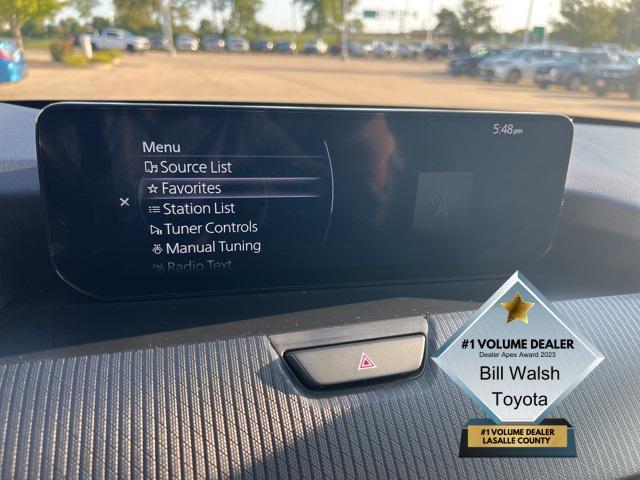 5:48pm
Menu
Source List
Favorites
Station List
Tuner Controls
Manual Tuning
Radio Text
#1 VOLUME DEALER
Dealer Apex Award 2023
Bill Walsh
Toyota
#1 VOLUME DEALER
LASALLE COUNTY